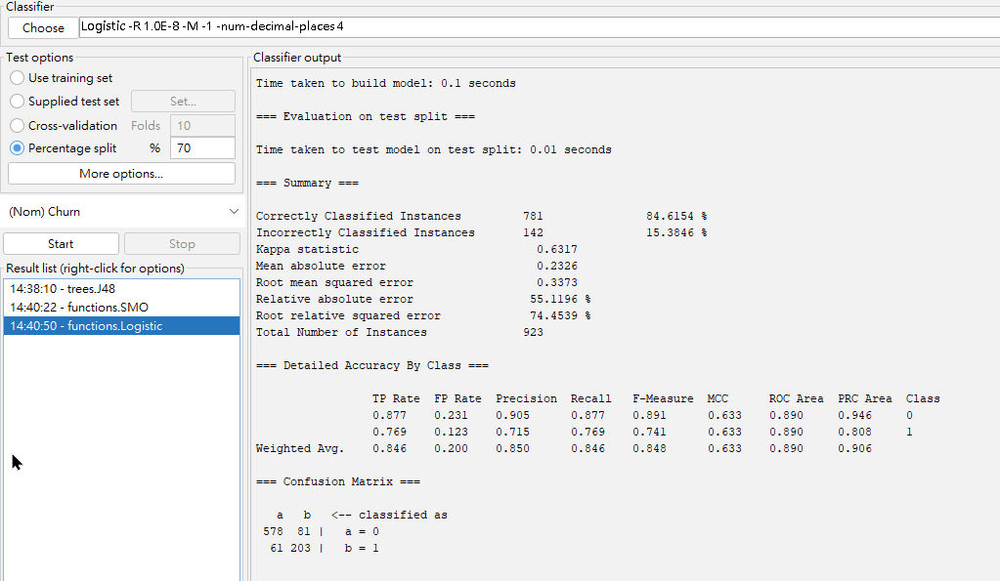 Classifier
Choose Logistic -R 1.0E-8 -M -1 -num-decimal-places 4
Test options
Use training set
Supplied test set Set...
Cross-validation Folds 10
Percentage split % 70
More options...
(Nom) Churn
Start Stop
Result list (right-click for options)
14:38:10 - trees.J48
14:40:22 - functions.SMO
14:40:50 - functions.Logistic
Classifier output
Time taken to build model: 0.1 seconds
=== Evaluation on test split ===
Time taken to test model on test split: 0.01 seconds
=== Summary ===
Correctly Classified Instances 781 84.6154 %
Incorrectly Classified Instances 142 15.3846 %
Kappa statistic 0.6317
Mean absolute error 0.2326
Root mean squared error 0.3373
Relative absolute error 55.1196 %
Root relative squared error 74.4539 %
Total Number of Instances 923
=== Detailed Accuracy By Class ===
TP Rate FP Rate Precision Recall F-Measure MCC ROC Area PRC Area Class
0.877 0.231 0.905 0.877 0.891 0.633 0.890 0.946 0
0.769 0.123 0.715 0.769 0.741 0.633 0.890 0.808 1
Weighted Avg. 0.846 0.200 0.850 0.846 0.848 0.633 0.890 0.906
=== Confusion Matrix ===
a b <-- classified as
578 81 | a = 0
61 203 | b = 1